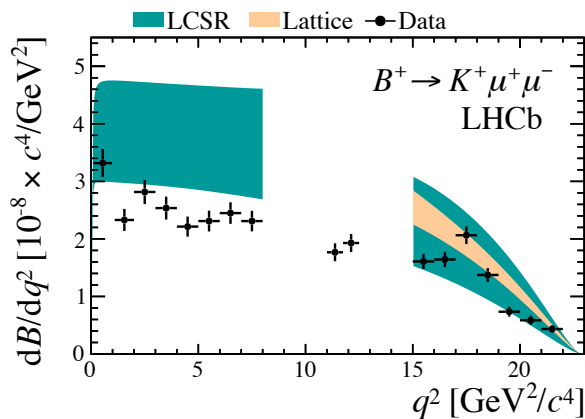 LCSR Lattice Data
B⁺ → K⁺μ⁺μ⁻
LHCb
dB/dq² [10⁻⁸ × c⁴/GeV²]
5
4
3
2
1
0
0 5 10 15 20
q² [GeV²/c⁴]